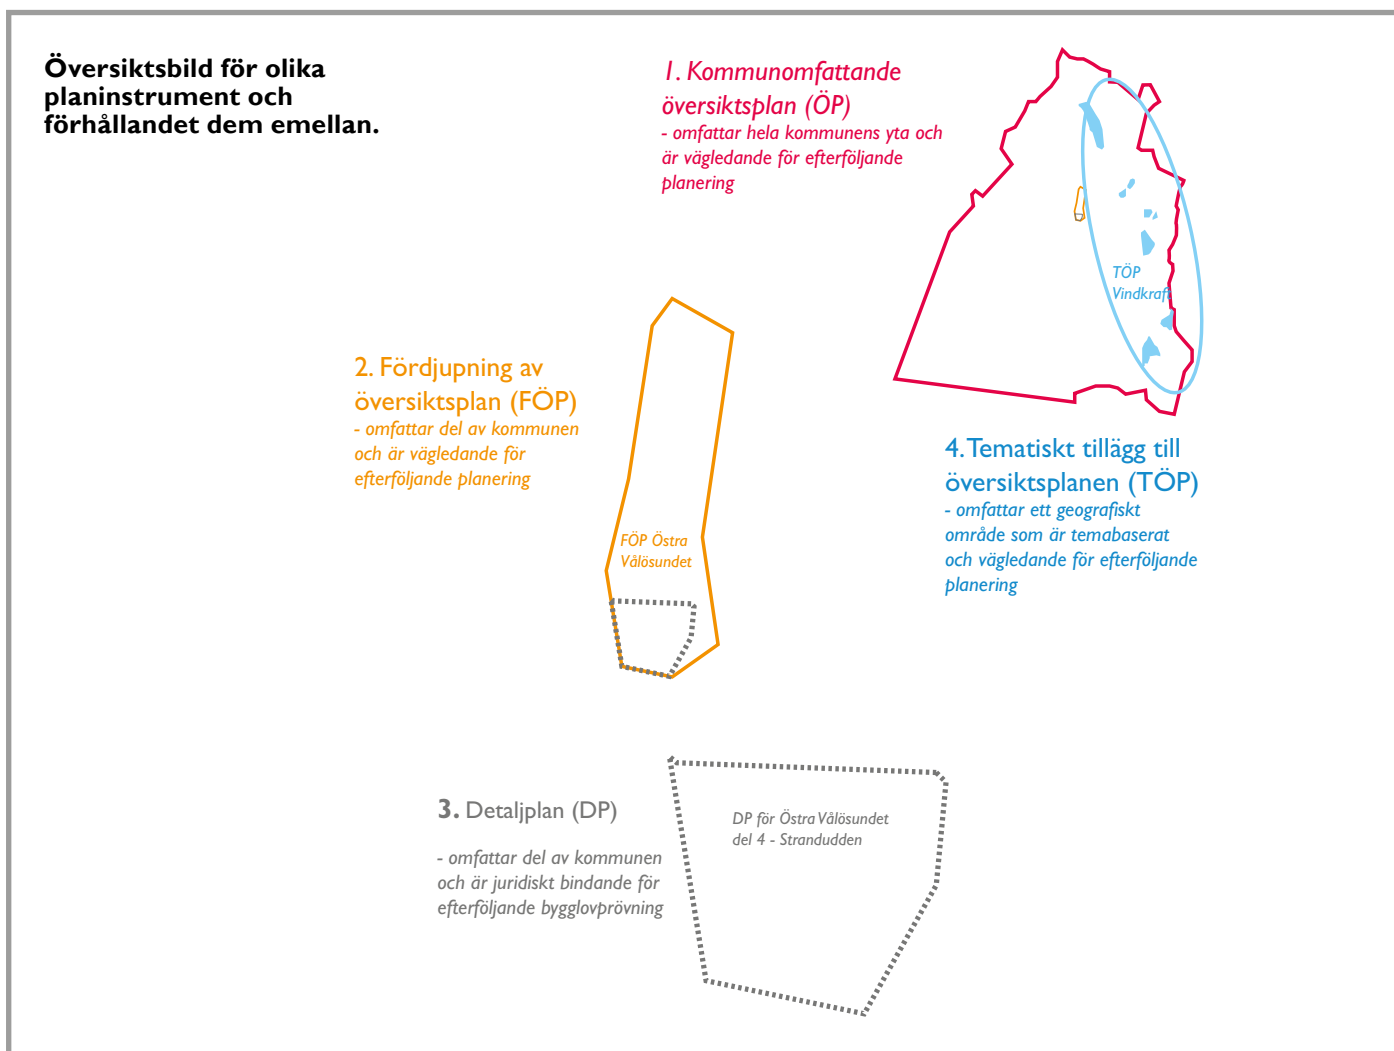 Översiktsbild för olika
planinstrument och
förhållandet dem emellan.
1. Kommunomfattande
översiktsplan (ÖP)
- omfattar hela kommunens yta och
är vägledande för efterföljande
planering
TÖP
Vindkraft
2. Fördjupning av
översiktsplan (FÖP)
- omfattar del av kommunen
och är vägledande för
efterföljande planering
FÖP Östra
Vålösundet
4. Tematiskt tillägg till
översiktsplanen (TÖP)
- omfattar ett geografiskt
område som är temabaserat
och vägledande för efterföljande
planering
3. Detaljplan (DP)
- omfattar del av kommunen
och är juridiskt bindande för
efterföljande bygglovprövning
DP för Östra Vålösundet
del 4 - Strandudden